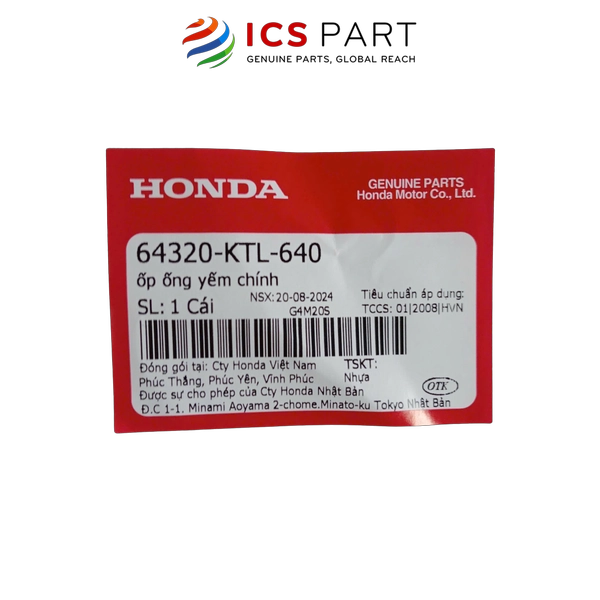 ICS PART
GENUINE PARTS, GLOBAL REACH
HONDA
GENUINE PARTS
Honda Motor Co., Ltd.
64320-KTL-640
ốp ống yếm chính
SL: 1 Cái
NSX: 20-08-2024
G4M20S
Tiêu chuẩn áp dụng:
TCCS: 01|2008|HVN
Đóng gói tại: Cty Honda Việt Nam
Phúc Thắng, Phúc Yên, Vĩnh Phúc
Được sự cho phép của Cty Honda Nhật Bản
Đ.C 1-1. Minami Aoyama 2-chome.Minato-ku Tokyo Nhật Bản
TSKT:
Nhựa
OTK